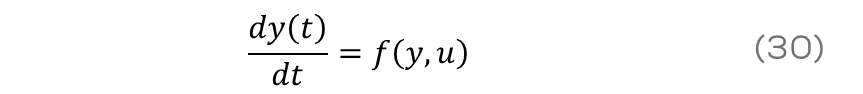 dy(t)/dt = f(y,u) (30)